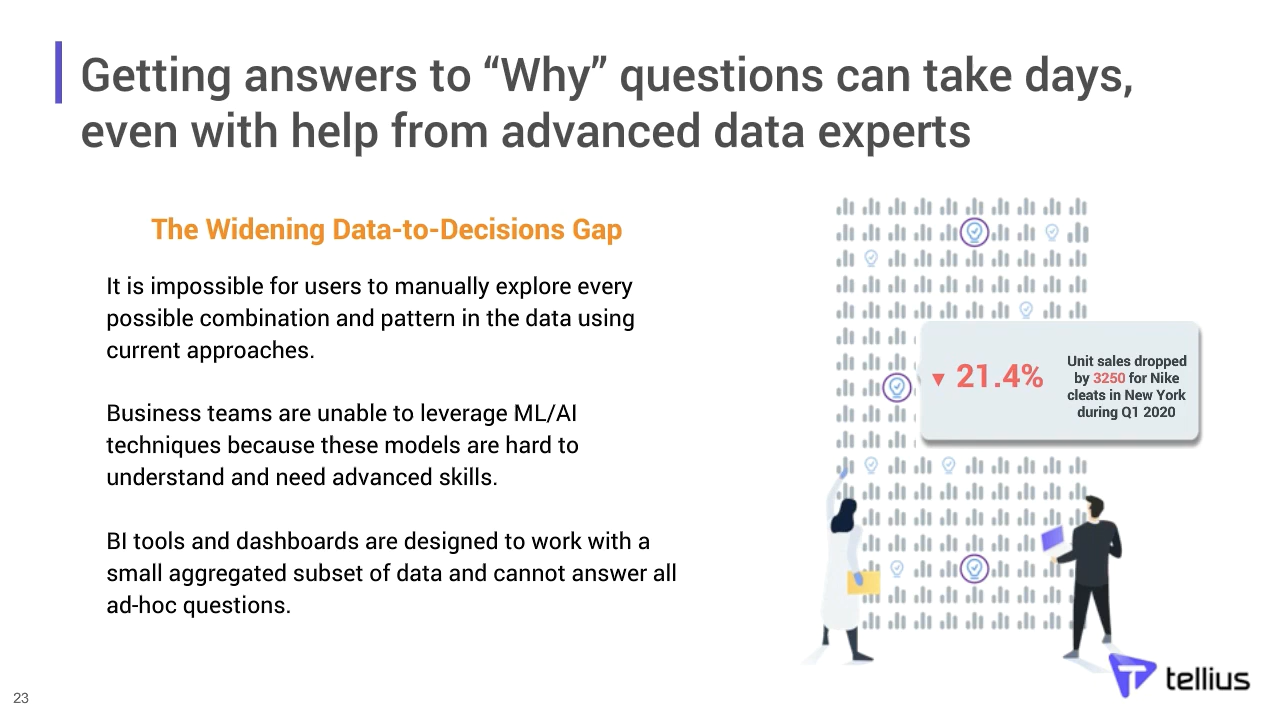 Getting answers to “Why” questions can take days,
even with help from advanced data experts
The Widening Data-to-Decisions Gap
It is impossible for users to manually explore every
possible combination and pattern in the data using
current approaches.
Business teams are unable to leverage ML/AI
techniques because these models are hard to
understand and need advanced skills.
BI tools and dashboards are designed to work with a
small aggregated subset of data and cannot answer all
ad-hoc questions.
▼ 21.4%
Unit sales dropped
by 3250 for Nike
cleats in New York
during Q1 2020
tellius
23